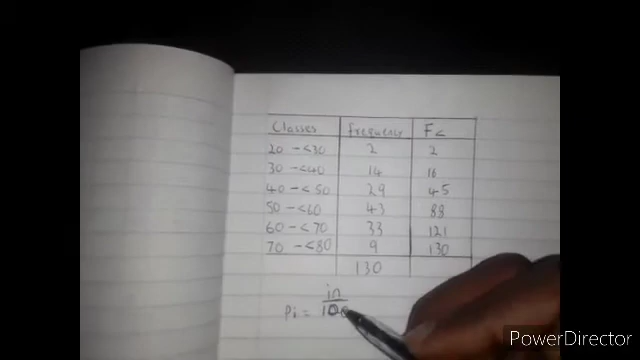 Classes frequency F<
20 - <30 2 2
30 - <40 14 16
40 - <50 29 45
50 - <60 43 88
60 - <70 33 121
70 - <80 9 130
130
in
Pi = 100
PowerDirector